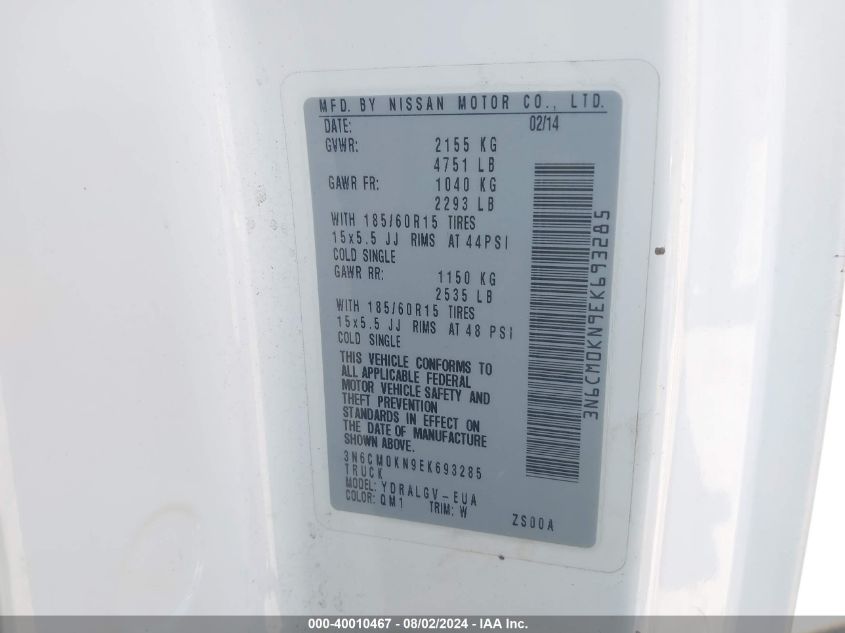 MFD. BY NISSAN MOTOR CO., LTD.
DATE: 02/14
GVWR: 2155 KG
4751 LB
GAWR FR: 1040 KG
2293 LB
WITH 185/60R15 TIRES
15x5.5 JJ RIMS AT 44PSI
COLD SINGLE
GAWR RR: 1150 KG
2535 LB
WITH 185/60R15 TIRES
15x5.5 JJ RIMS AT 48 PSI
COLD SINGLE
THIS VEHICLE CONFORMS TO
ALL APPLICABLE FEDERAL
MOTOR VEHICLE SAFETY AND
THEFT PREVENTION
STANDARDS IN EFFECT ON
THE DATE OF MANUFACTURE
SHOWN ABOVE.
3N6CM0KN9EK693285
TRUCK
MODEL: YDRALGV-EUA
COLOR: QM1 TRIM: W
ZS00A
3N6CM0KN9EK693285
000-40010467 - 08/02/2024 - IAA Inc.